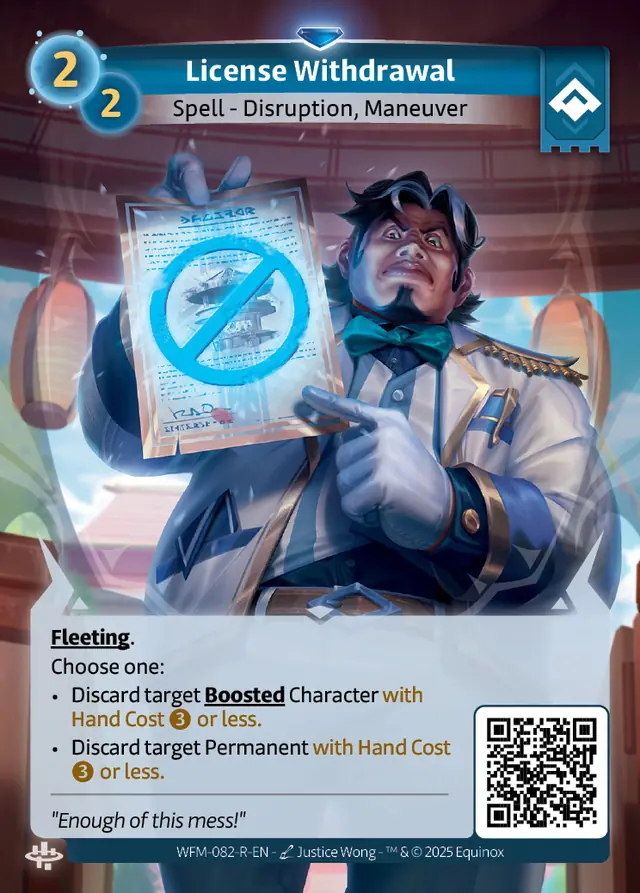 2
2
License Withdrawal
Spell - Disruption, Maneuver
Fleeting.
Choose one:
• Discard target Boosted Character with
Hand Cost 3 or less.
• Discard target Permanent with Hand Cost
3 or less.
"Enough of this mess!"
WFM-082-R-EN - Justice Wong - ™ & © 2025 Equinox